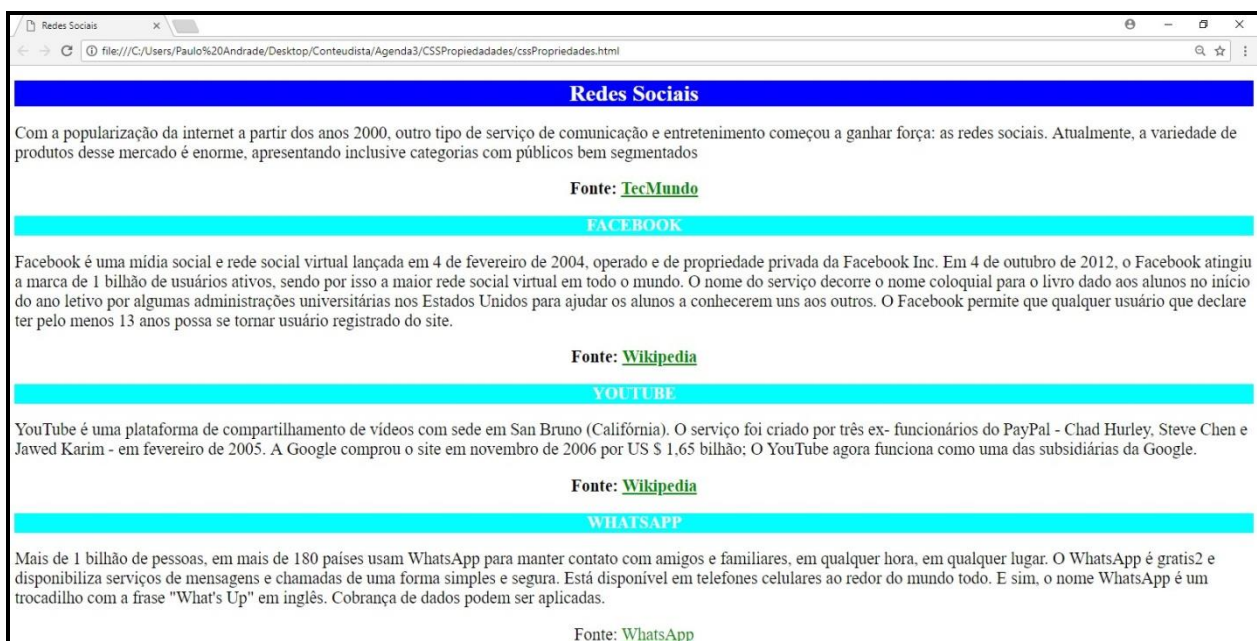 Redes Sociais
file:///C:/Users/Paulo%20Andrade/Desktop/Conteudista/Agenda3/CSSPropiedadades/cssPropriedades.html
Redes Sociais
Com a popularização da internet a partir dos anos 2000, outro tipo de serviço de comunicação e entretenimento começou a ganhar força: as redes sociais. Atualmente, a variedade de
produtos desse mercado é enorme, apresentando inclusive categorias com públicos bem segmentados
Fonte: TecMundo
FACEBOOK
Facebook é uma mídia social e rede social virtual lançada em 4 de fevereiro de 2004, operado e de propriedade privada da Facebook Inc. Em 4 de outubro de 2012, o Facebook atingiu
a marca de 1 bilhão de usuários ativos, sendo por isso a maior rede social virtual em todo o mundo. O nome do serviço decorre o nome coloquial para o livro dado aos alunos no início
do ano letivo por algumas administrações universitárias nos Estados Unidos para ajudar os alunos a conhecerem uns aos outros. O Facebook permite que qualquer usuário que declare
ter pelo menos 13 anos possa se tornar usuário registrado do site.
Fonte: Wikipedia
YOUTUBE
YouTube é uma plataforma de compartilhamento de vídeos com sede em San Bruno (Califórnia). O serviço foi criado por três ex- funcionários do PayPal - Chad Hurley, Steve Chen e
Jawed Karim - em fevereiro de 2005. A Google comprou o site em novembro de 2006 por US $ 1,65 bilhão; O YouTube agora funciona como uma das subsidiárias da Google.
Fonte: Wikipedia
WHATSAPP
Mais de 1 bilhão de pessoas, em mais de 180 países usam WhatsApp para manter contato com amigos e familiares, em qualquer hora, em qualquer lugar. O WhatsApp é gratis2 e
disponibiliza serviços de mensagens e chamadas de uma forma simples e segura. Está disponível em telefones celulares ao redor do mundo todo. E sim, o nome WhatsApp é um
trocadilho com a frase "What's Up" em inglês. Cobrança de dados podem ser aplicadas.
Fonte: WhatsApp